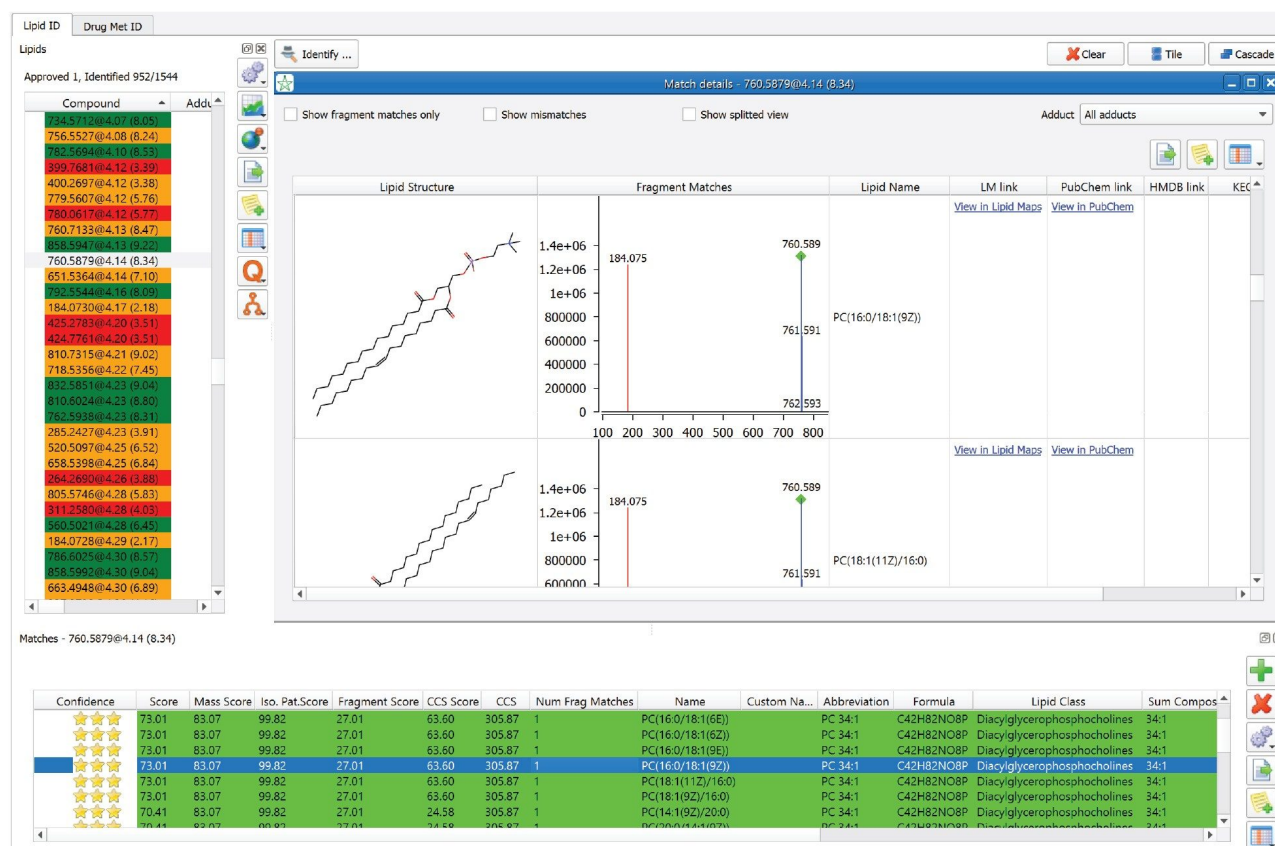 Lipid ID Drug Met ID
Lipids
Identify ... Clear Tile Cascade
Approved 1, Identified 952/1544
Match details - 760.5879@4.14 (8.34)
Compound Addu
734.5712@4.07 (8.05)
756.5527@4.08 (8.24)
782.5694@4.10 (8.53)
399.7681@4.12 (3.39)
400.2697@4.12 (3.38)
779.5607@4.12 (5.76)
780.0617@4.12 (5.77)
760.7133@4.13 (8.47)
858.5947@4.13 (9.22)
760.5879@4.14 (8.34)
651.5364@4.14 (7.10)
792.5544@4.16 (8.09)
184.0730@4.17 (2.18)
425.2783@4.20 (3.51)
424.7761@4.20 (3.51)
810.7315@4.21 (9.02)
718.5356@4.22 (7.45)
832.5851@4.23 (9.04)
810.6024@4.23 (8.80)
762.5938@4.23 (8.31)
285.2427@4.23 (3.91)
520.5097@4.25 (6.52)
658.5398@4.25 (6.84)
264.2690@4.26 (3.88)
805.5746@4.28 (5.83)
311.2580@4.28 (4.03)
560.5021@4.28 (6.45)
184.0728@4.29 (2.17)
786.6025@4.30 (8.57)
858.5992@4.30 (9.04)
663.4948@4.30 (6.89)
Q
Show fragment matches only Show mismatches Show splitted view Adduct All adducts
Lipid Structure Fragment Matches Lipid Name LM link PubChem link HMDB link KEG
View in Lipid Maps View in PubChem
1.4e+06
1.2e+06
1e+06
800000
600000
400000
200000
0
184.075
760.589
761.591
762.593
100 200 300 400 500 600 700 800
PC(16:0/18:1(9Z))
View in Lipid Maps View in PubChem
1.4e+06
1.2e+06
1e+06
800000
600000
184.075
760.589
761.591
PC(18:1(11Z)/16:0)
Matches - 760.5879@4.14 (8.34)
Confidence Score Mass Score Iso. Pat.Score Fragment Score CCS Score CCS Num Frag Matches Name Custom Na... Abbreviation Formula Lipid Class Sum Compos
73.01 83.07 99.82 27.01 63.60 305.87 1 PC(16:0/18:1(6E)) PC 34:1 C42H82NO8P Diacylglycerophosphocholines 34:1
73.01 83.07 99.82 27.01 63.60 305.87 1 PC(16:0/18:1(6Z)) PC 34:1 C42H82NO8P Diacylglycerophosphocholines 34:1
73.01 83.07 99.82 27.01 63.60 305.87 1 PC(16:0/18:1(9E)) PC 34:1 C42H82NO8P Diacylglycerophosphocholines 34:1
73.01 83.07 99.82 27.01 63.60 305.87 1 PC(16:0/18:1(9Z)) PC 34:1 C42H82NO8P Diacylglycerophosphocholines 34:1
73.01 83.07 99.82 27.01 63.60 305.87 1 PC(18:1(11Z)/16:0) PC 34:1 C42H82NO8P Diacylglycerophosphocholines 34:1
73.01 83.07 99.82 27.01 63.60 305.87 1 PC(18:1(9Z)/16:0) PC 34:1 C42H82NO8P Diacylglycerophosphocholines 34:1
70.41 83.07 99.82 27.01 24.58 305.87 1 PC(14:1(9Z)/20:0) PC 34:1 C42H82NO8P Diacylglycerophosphocholines 34:1
70.41 83.07 99.82 27.01 24.58 305.87 1 PC(20:0/14:1(9Z)) PC 34:1 C42H82NO8P Diacylglycerophosphocholines 34:1